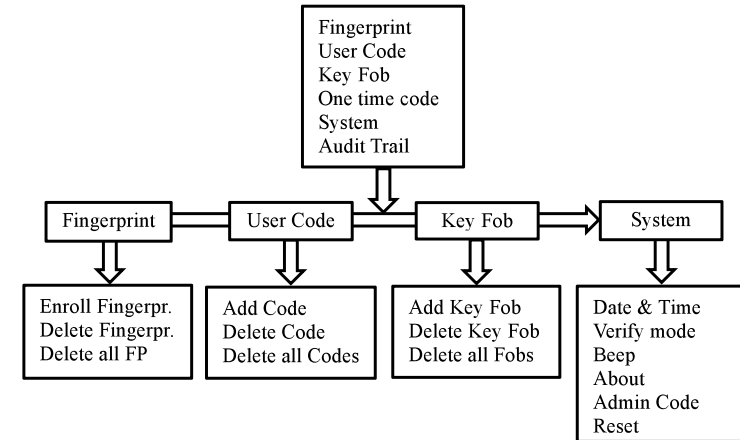 Fingerprint
User Code
Key Fob
One time code
System
Audit Trail
Fingerprint
User Code
Key Fob
System
Enroll Fingerpr.
Delete Fingerpr.
Delete all FP
Add Code
Delete Code
Delete all Codes
Add Key Fob
Delete Key Fob
Delete all Fobs
Date & Time
Verify mode
Beep
About
Admin Code
Reset